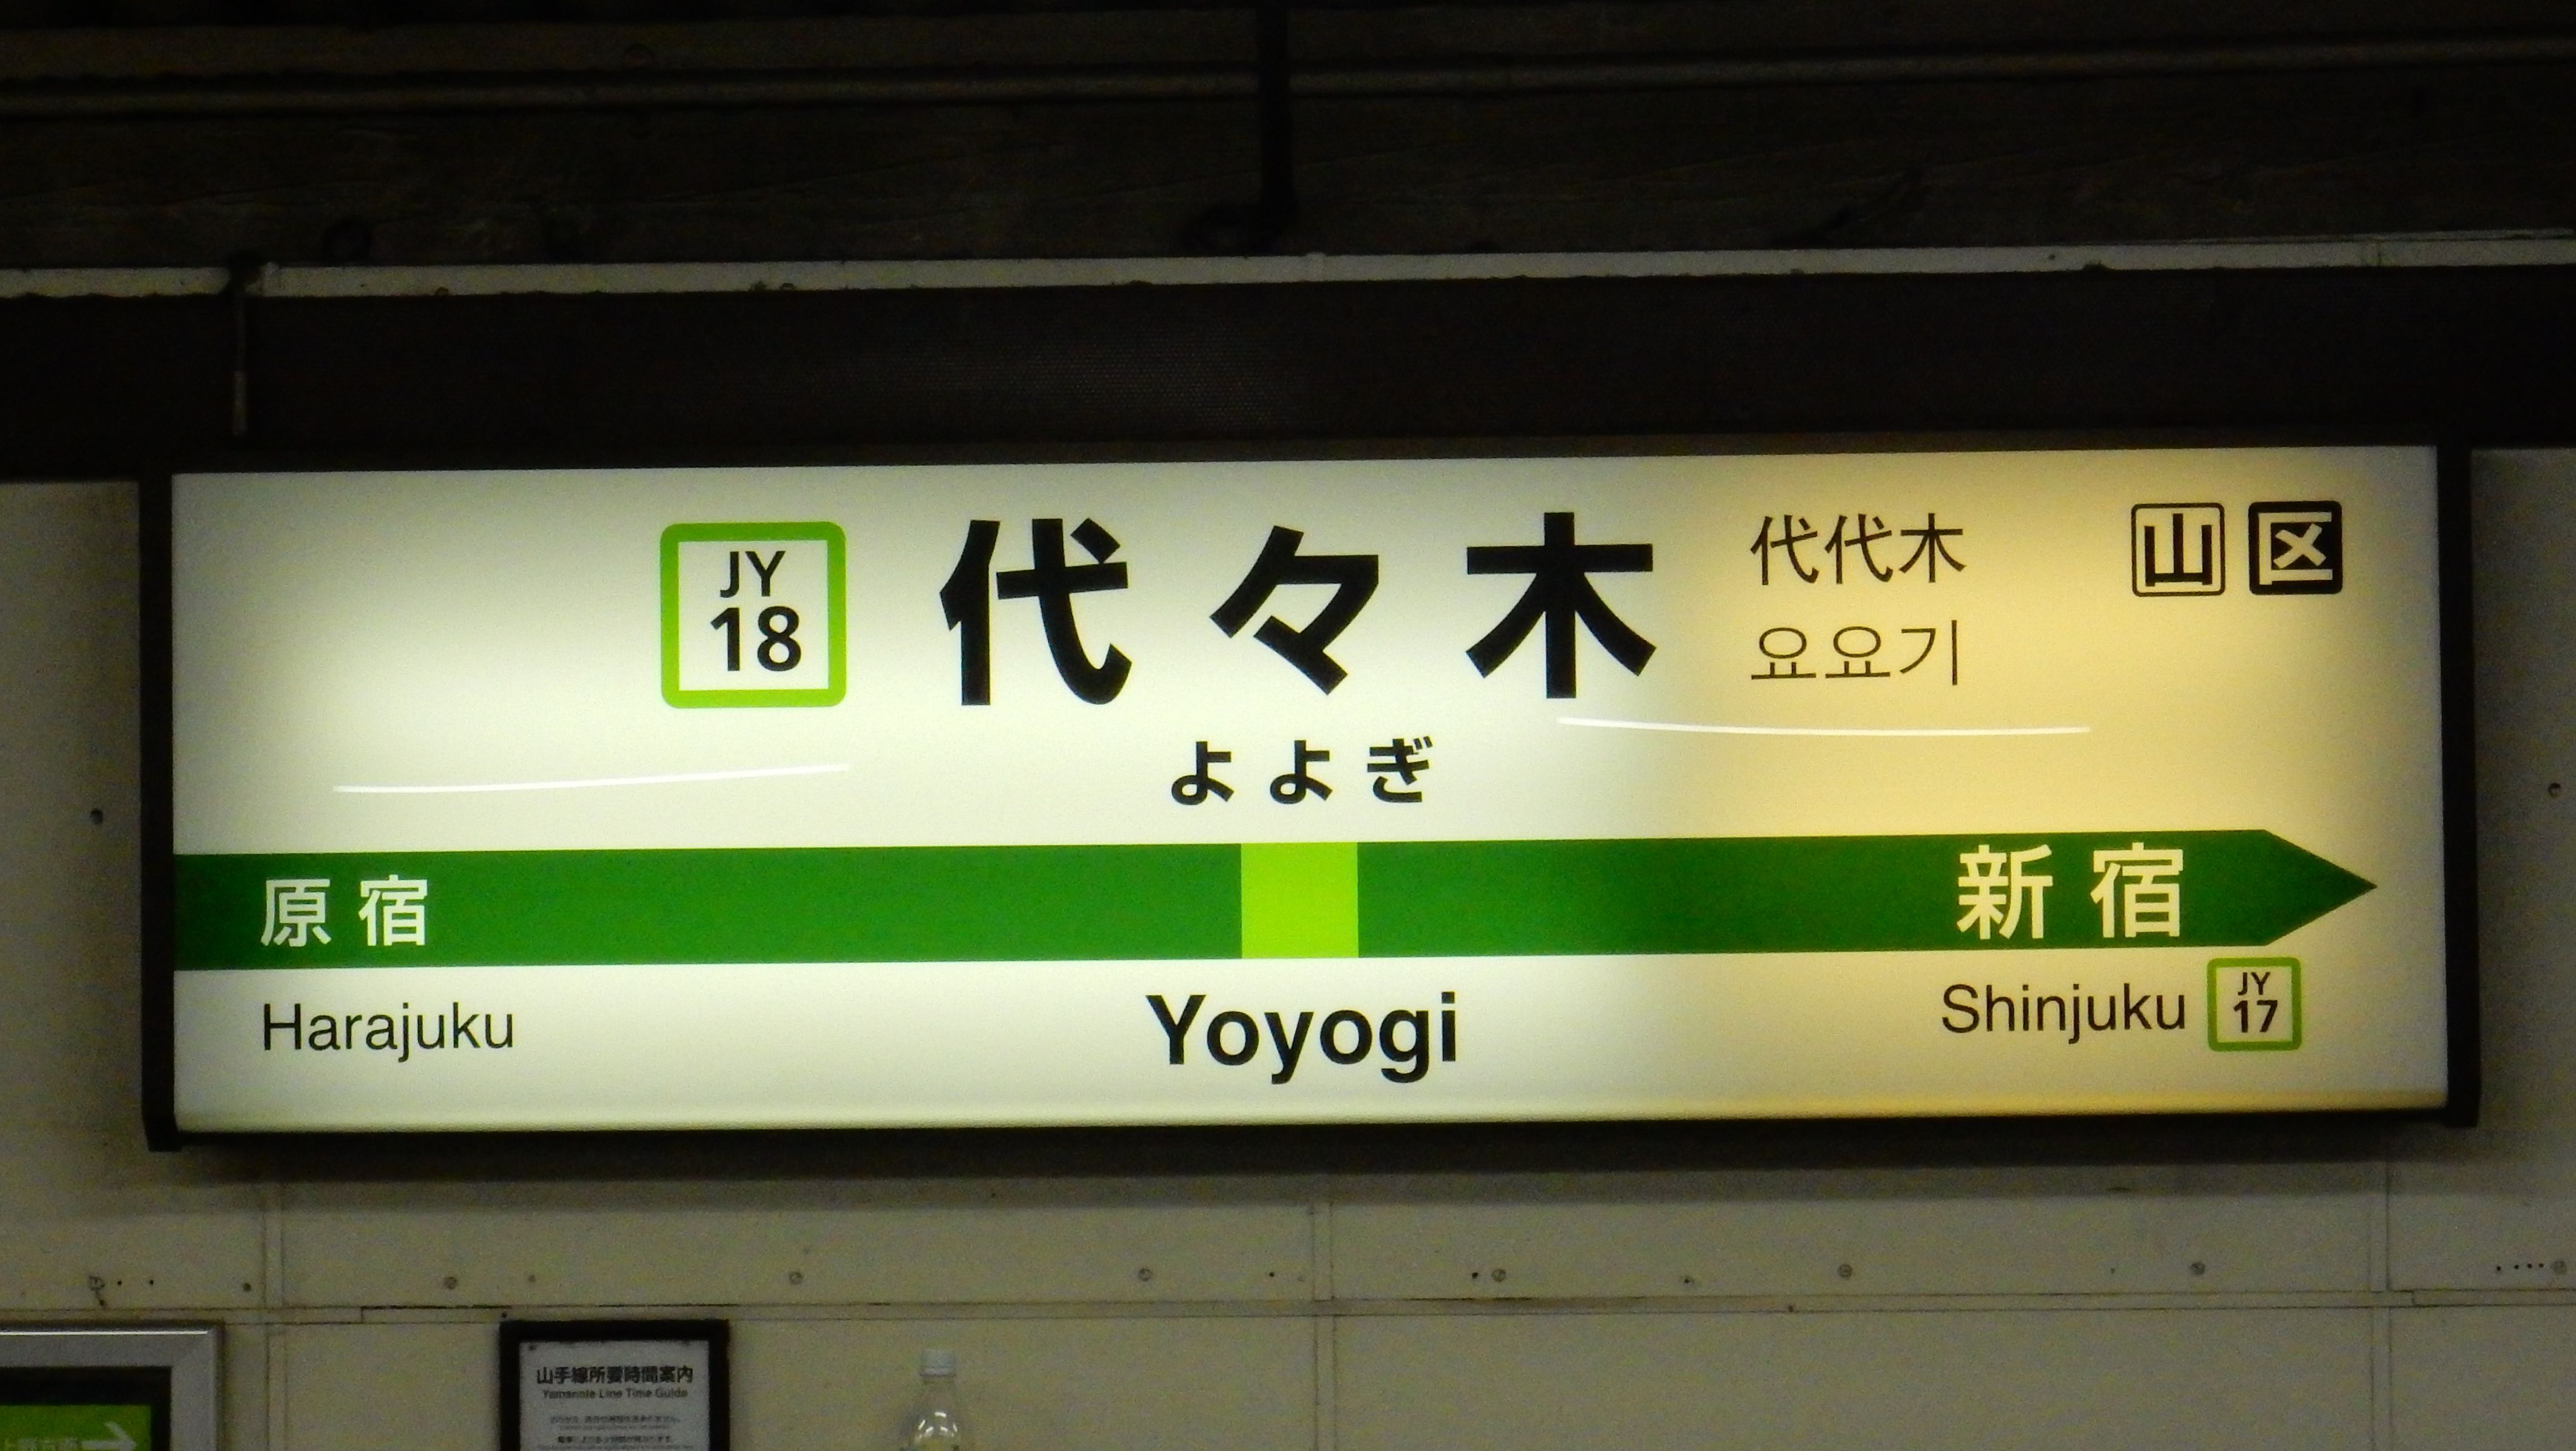 JY
18
代々木
代代木
요요기
山 区
よよぎ
原宿
新宿
Harajuku
Yoyogi
Shinjuku
JY
17
山手線所要時間案内
Yamanote Line Time Guide